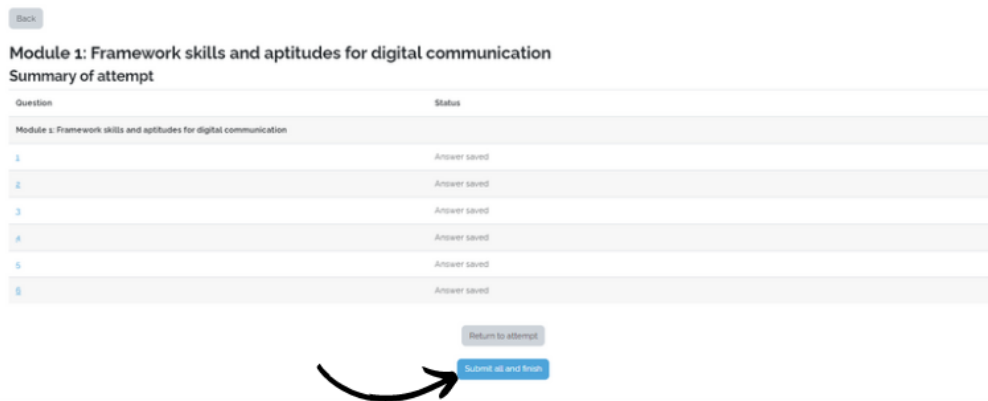 Back
Module 1: Framework skills and aptitudes for digital communication
Summary of attempt
Question Status
Module 1: Framework skills and aptitudes for digital communication
1 Answer saved
2 Answer saved
3 Answer saved
4 Answer saved
5 Answer saved
6 Answer saved
Return to attempt
Submit all and finish